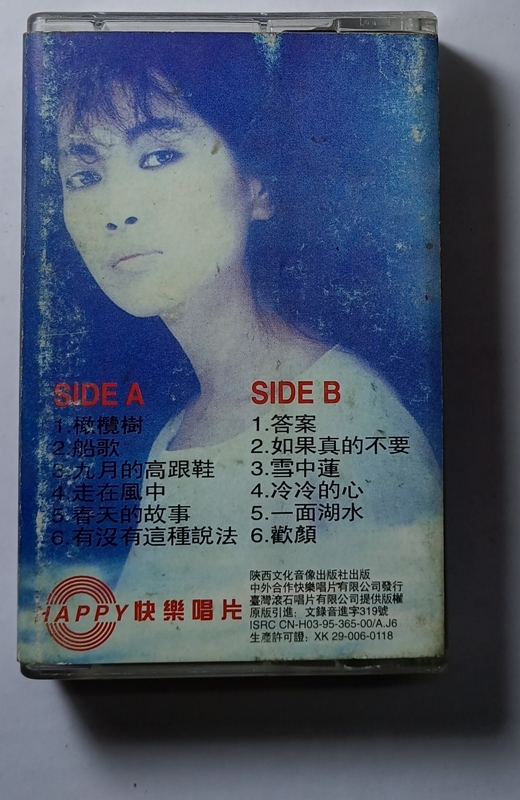 SIDE A
1.橄欖樹
2.船歌
3.九月的高跟鞋
4.走在風中
5.春天的故事
6.有沒有這種說法
SIDE B
1.答案
2.如果真的不要
3.雪中蓮
4.冷冷的心
5.一面湖水
6.歡顏
HAPPY快樂唱片
陝西文化音像出版社出版
中外合作快樂唱片有限公司發行
臺灣滾石唱片有限公司提供版權
原版引進：文錄音進字319號
ISRC CN-H03-95-365-00/A.J6
生產許可證：XK 29-006-0118